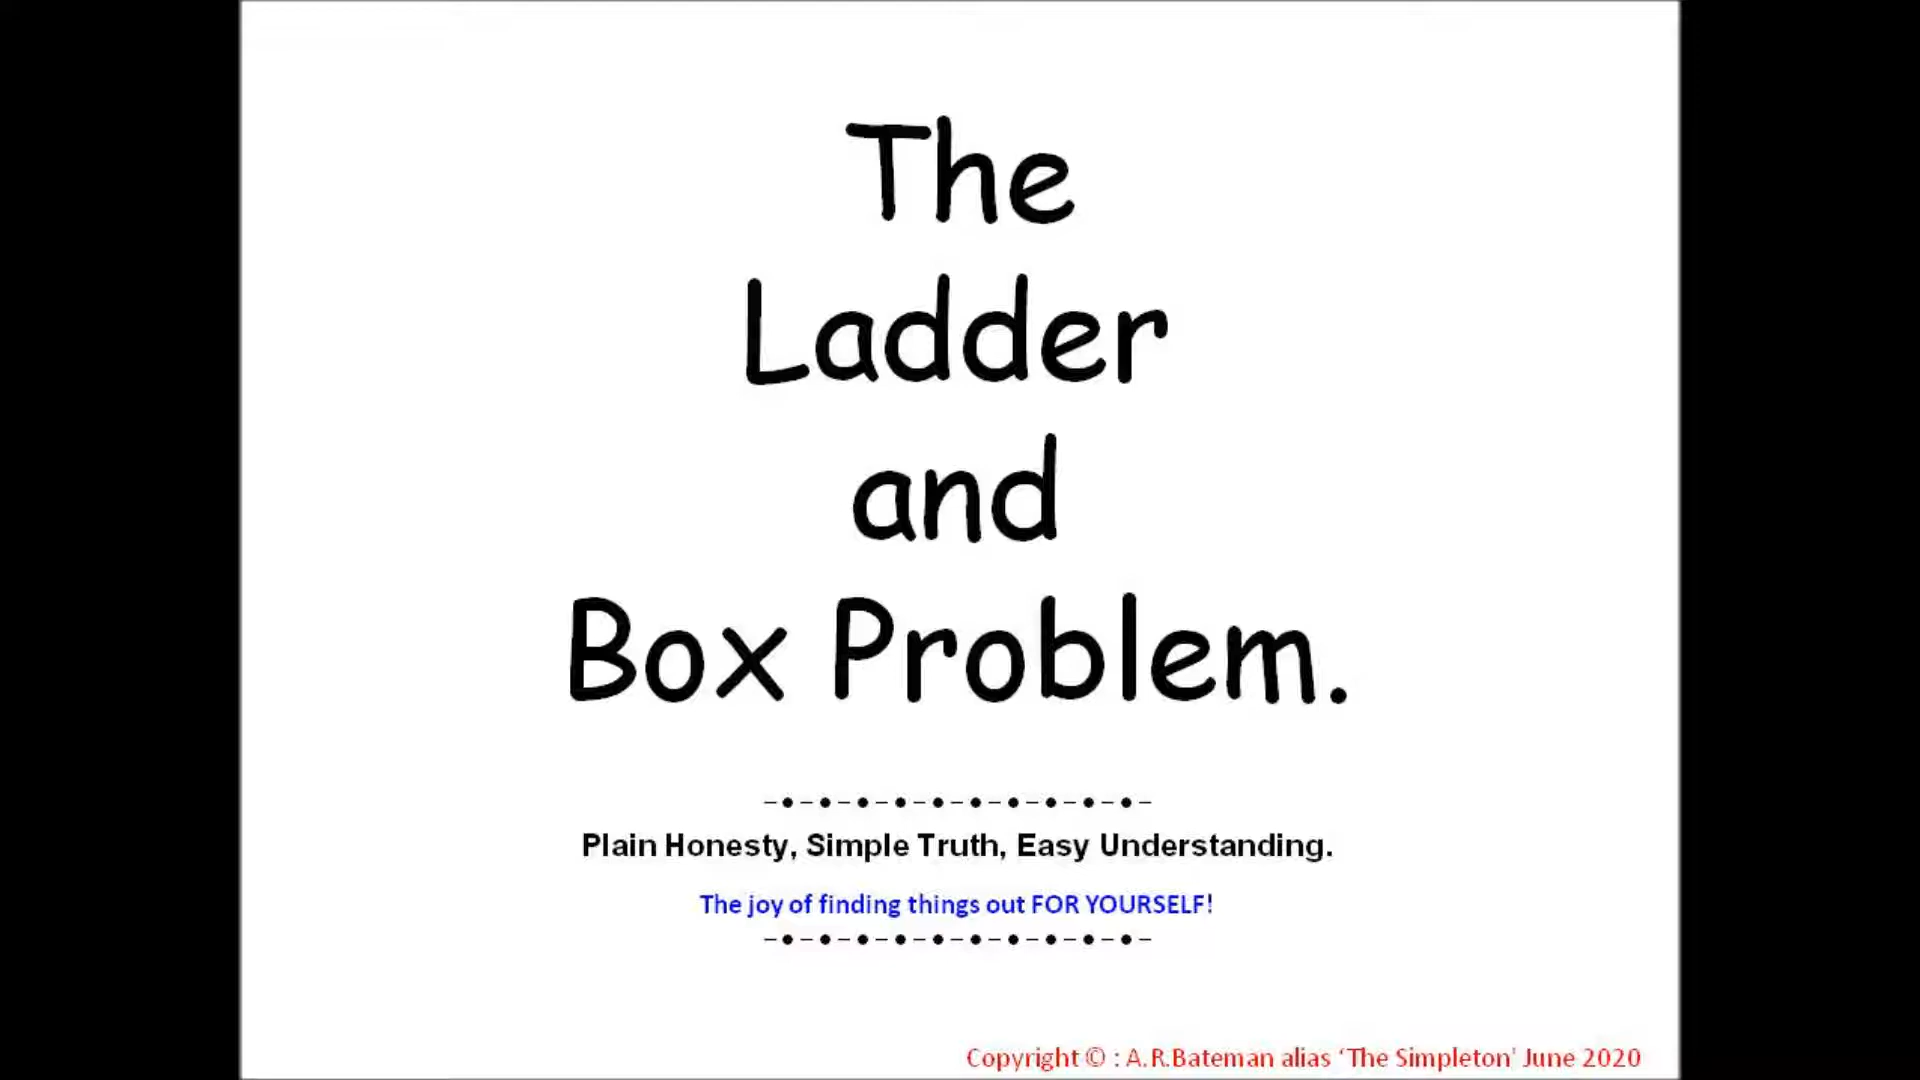 The
Ladder
and
Box Problem.
Plain Honesty, Simple Truth, Easy Understanding.
The joy of finding things out FOR YOURSELF!
Copyright © : A.R.Bateman alias ‘The Simpleton' June 2020